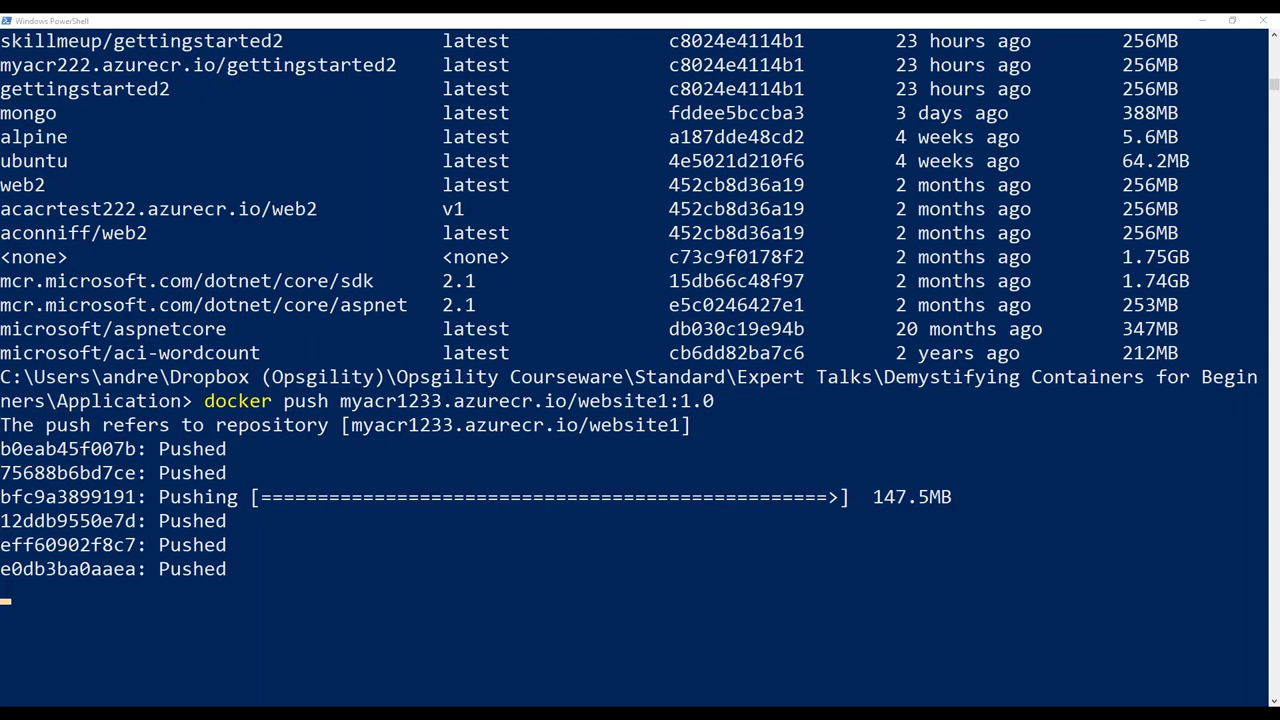 Windows PowerShell
skillmeup/gettingstarted2 latest c8024e4114b1 23 hours ago 256MB
myacr222.azurecr.io/gettingstarted2 latest c8024e4114b1 23 hours ago 256MB
gettingstarted2 latest c8024e4114b1 23 hours ago 256MB
mongo latest fddee5bccba3 3 days ago 388MB
alpine latest a187dde48cd2 4 weeks ago 5.6MB
ubuntu latest 4e5021d210f6 4 weeks ago 64.2MB
web2 latest 452cb8d36a19 2 months ago 256MB
acacrtest222.azurecr.io/web2 v1 452cb8d36a19 2 months ago 256MB
aconniff/web2 latest 452cb8d36a19 2 months ago 256MB
<none> <none> c73c9f0178f2 2 months ago 1.75GB
mcr.microsoft.com/dotnet/core/sdk 2.1 15db66c48f97 2 months ago 1.74GB
mcr.microsoft.com/dotnet/core/aspnet 2.1 e5c0246427e1 2 months ago 253MB
microsoft/aspnetcore latest db030c19e94b 20 months ago 347MB
microsoft/aci-wordcount latest cb6dd82ba7c6 2 years ago 212MB
C:\Users\andre\Dropbox (Opsgility)\Opsgility Courseware\Standard\Expert Talks\Demystifying Containers for Begin
ners\Application> docker push myacr1233.azurecr.io/website1:1.0
The push refers to repository [myacr1233.azurecr.io/website1]
b0eab45f007b: Pushed
75688b6bd7ce: Pushed
bfc9a3899191: Pushing [==================================================>] 147.5MB
12ddb9550e7d: Pushed
eff60902f8c7: Pushed
e0db3ba0aaea: Pushed